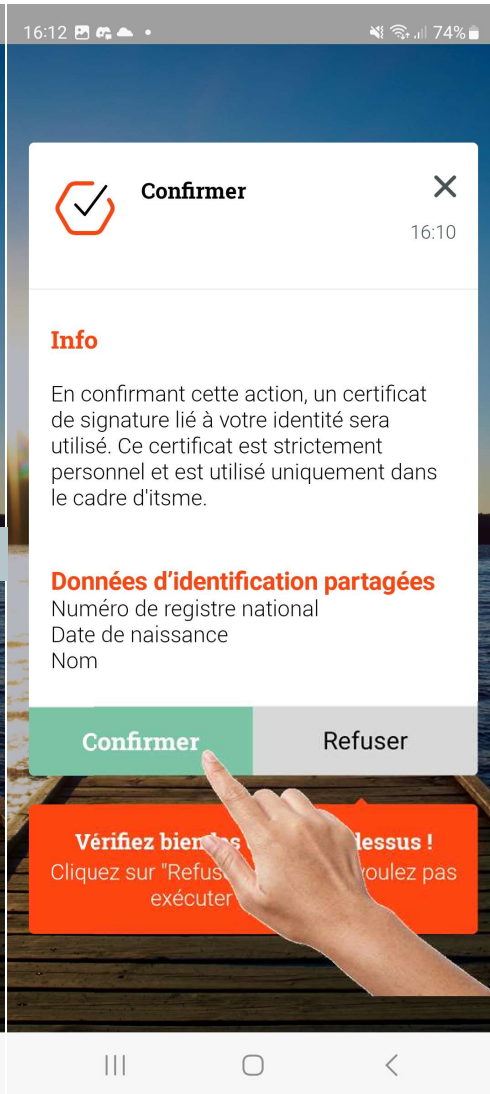 16:12 74%
Confirmer
16:10
Info
En confirmant cette action, un certificat
de signature lié à votre identité sera
utilisé. Ce certificat est strictement
personnel et est utilisé uniquement dans
le cadre d'itsme.
Données d'identification partagées
Numéro de registre national
Date de naissance
Nom
Confirmer Refuser
Vérifiez bien !
Cliquez sur "Refus voulez pas
exécuter